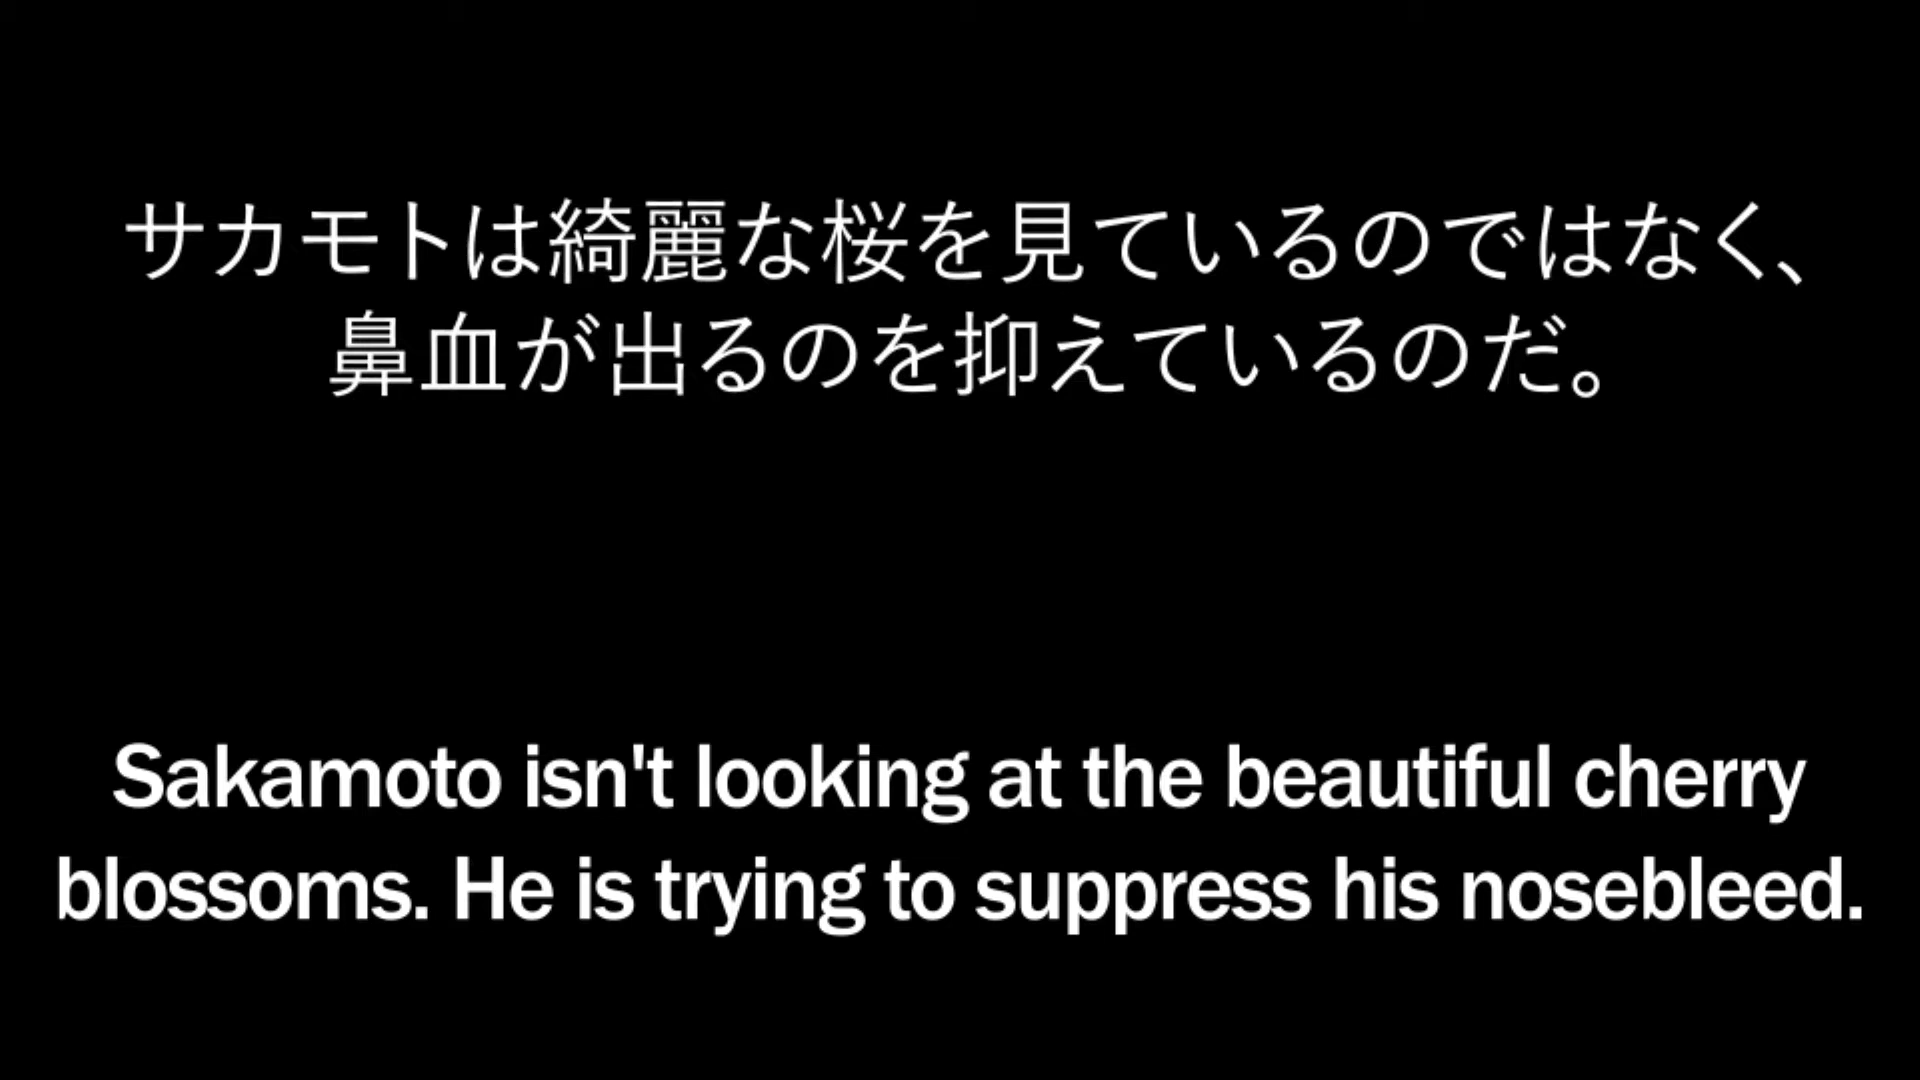 サカモトは綺麗な桜を見ているのではなく、
鼻血が出るのを抑えているのだ。
Sakamoto isn't looking at the beautiful cherry
blossoms. He is trying to suppress his nosebleed.